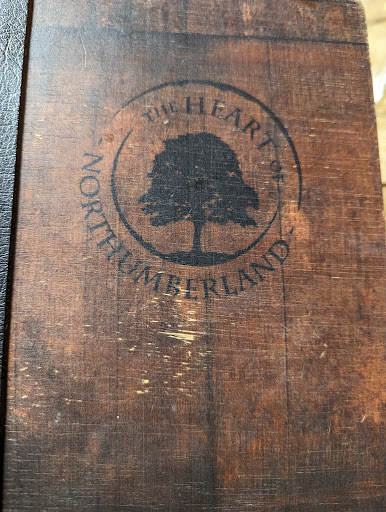 THE HEART OF
- NORTHUMBERLAND -